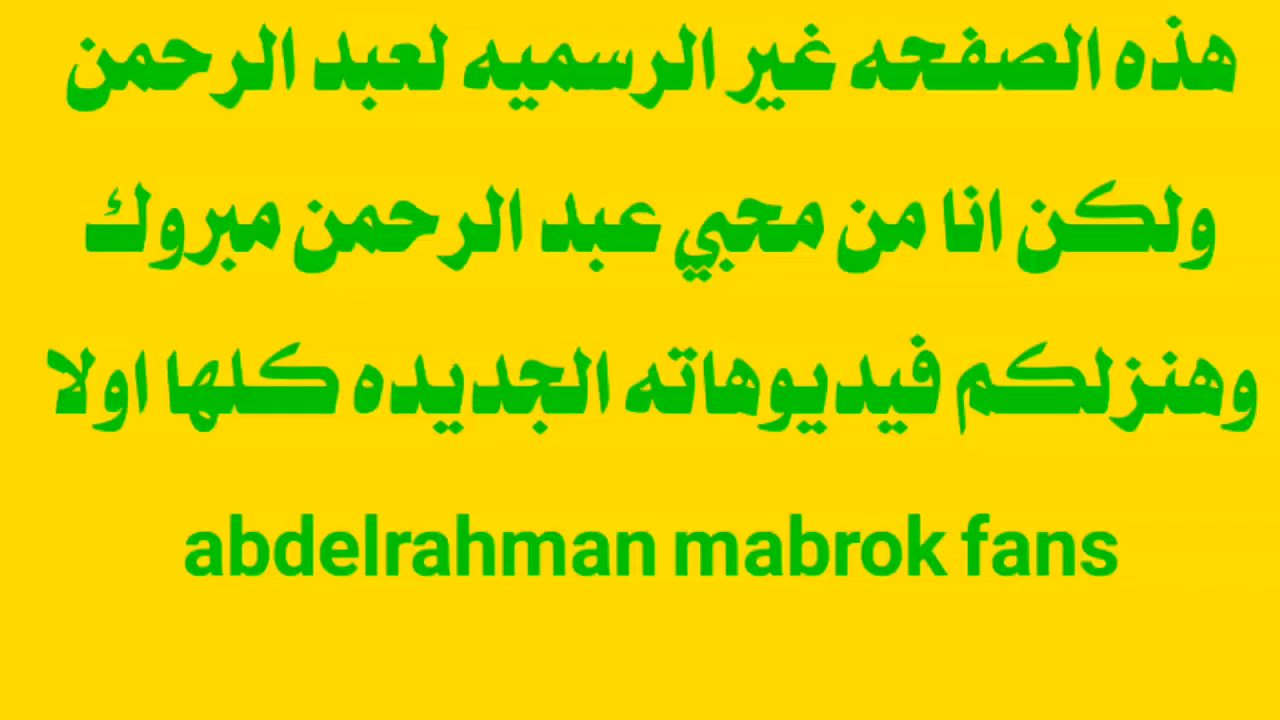 هذه الصفحه غير الرسميه لعبد الرحمن
ولكن انا من محبي عبد الرحمن مبروك
وهنزلكم فيديوهاته الجديده كلها اولا
abdelrahman mabrok fans